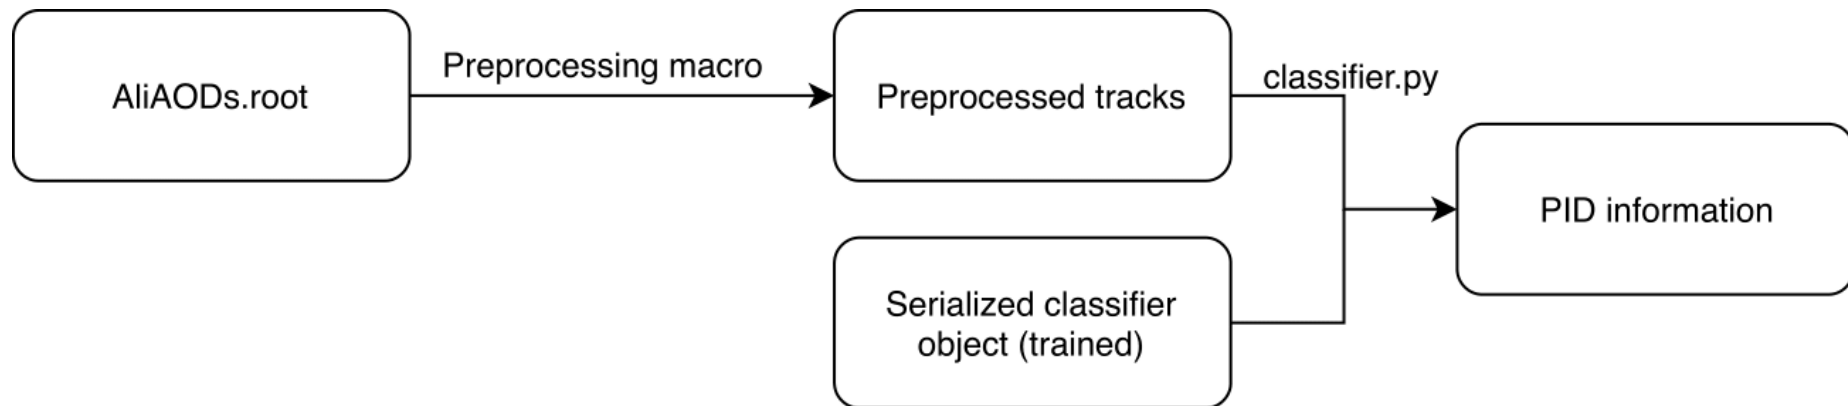 AliAODs.root
Preprocessing macro
Preprocessed tracks
classifier.py
Serialized classifier
object (trained)
PID information